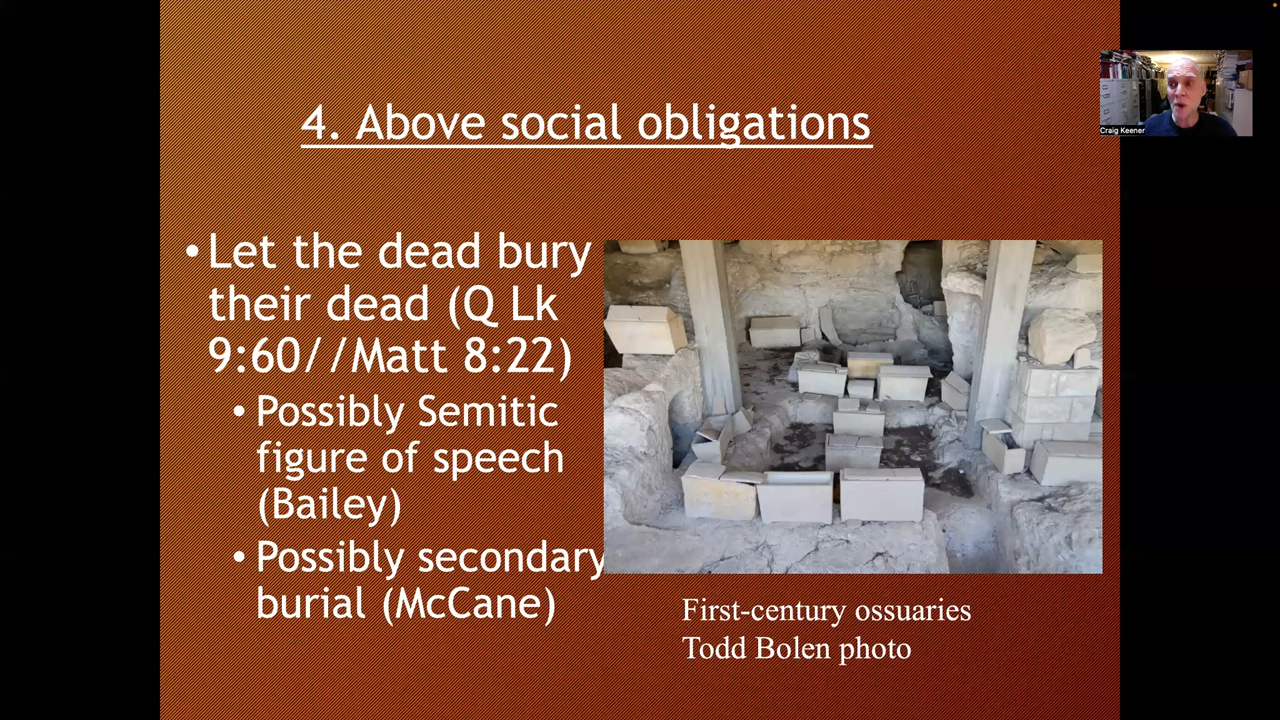 4. Above social obligations
• Let the dead bury
their dead (Q Lk
9:60//Matt 8:22)
• Possibly Semitic
figure of speech
(Bailey)
• Possibly secondary
burial (McCane)
First-century ossuaries
Todd Bolen photo
Craig Keener